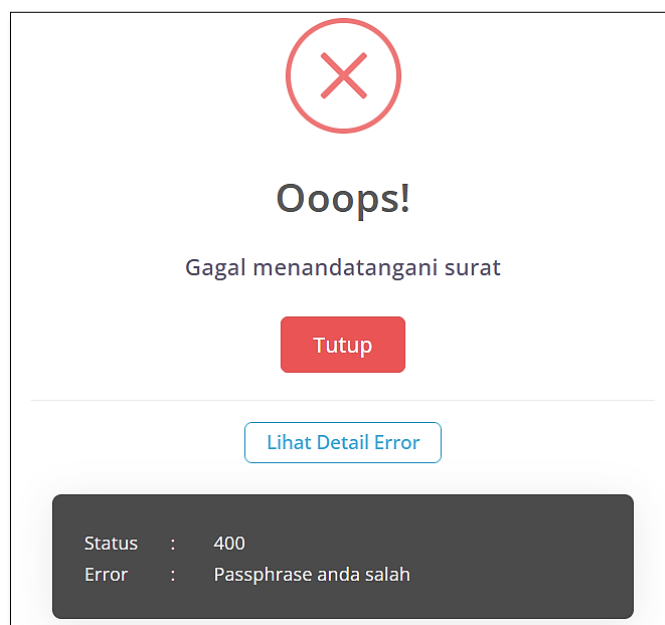 Ooops!
Gagal menandatangani surat
Tutup
Lihat Detail Error
Status : 400
Error : Passphrase anda salah